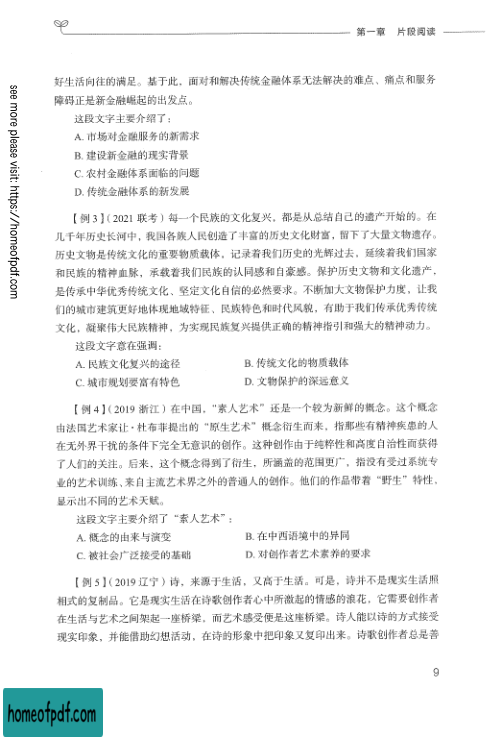 第一章 片段阅读
好生活向往的满足。基于此，面对和解决传统金融体系无法解决的难点、痛点和服务
障碍正是新金融崛起的出发点。
这段文字主要介绍了：
A. 市场对金融服务的新需求
B. 建设新金融的现实背景
C. 农村金融体系面临的问题
D. 传统金融体系的新发展
【例 3】（2021 联考）每一个民族的文化复兴，都是从总结自己的遗产开始的。在
几千年历史长河中，我国各族人民创造了丰富的历史文化财富，留下了大量文物遗存。
历史文物是传统文化的重要物质载体，记录着我们历史的光辉过去，延续着我们国家
和民族的精神血脉，承载着我们民族的认同感和自豪感。保护历史文物和文化遗产，
是传承中华优秀传统文化、坚定文化自信的必然要求。不断加大文物保护力度，让我
们的城市建筑更好地体现地域特征、民族特色和时代风貌，有助于我们传承优秀传统
文化，凝聚伟大民族精神，为实现民族复兴提供正确的精神指引和强大的精神动力。
这段文字意在强调：
A. 民族文化复兴的途径 B. 传统文化的物质载体
C. 城市规划要富有特色 D. 文物保护的深远意义
【例 4】（2019 浙江）在中国，“素人艺术”还是一个较为新鲜的概念。这个概念
由法国艺术家让·杜布菲提出的“原生艺术”概念衍生而来，指那些有精神疾患的人
在无外界干扰的条件下完全无意识的创作。这种创作由于纯粹性和高度自治性而获得
了人们的关注。后来，这个概念得到了衍生，所涵盖的范围更广，指没有受过系统专
业的艺术训练、来自主流艺术界之外的普通人的创作。他们的作品带着“野生”特性，
显示出不同的艺术天赋。
这段文字主要介绍了“素人艺术”：
A. 概念的由来与演变 B. 在中西语境中的异同
C. 被社会广泛接受的基础 D. 对创作者艺术素养的要求
【例 5】（2019 辽宁）诗，来源于生活，又高于生活。可是，诗并不是现实生活照
相式的复制品。它是现实生活在诗歌创作者心中所激起的情感的浪花，它需要创作者
在生活与艺术之间架起一座桥梁，而艺术感受便是这座桥梁。诗人能以诗的方式接受
现实印象，并能借助幻想活动，在诗的形象中把印象又复印出来。诗歌创作者总是善
9
see more please visit: https://homeofpdf.com
homeofpdf.com